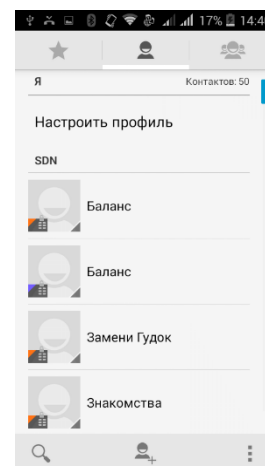 17% 14:4
Я Контактов: 50
Настроить профиль
SDN
Баланс
Баланс
Замени Гудок
Знакомства